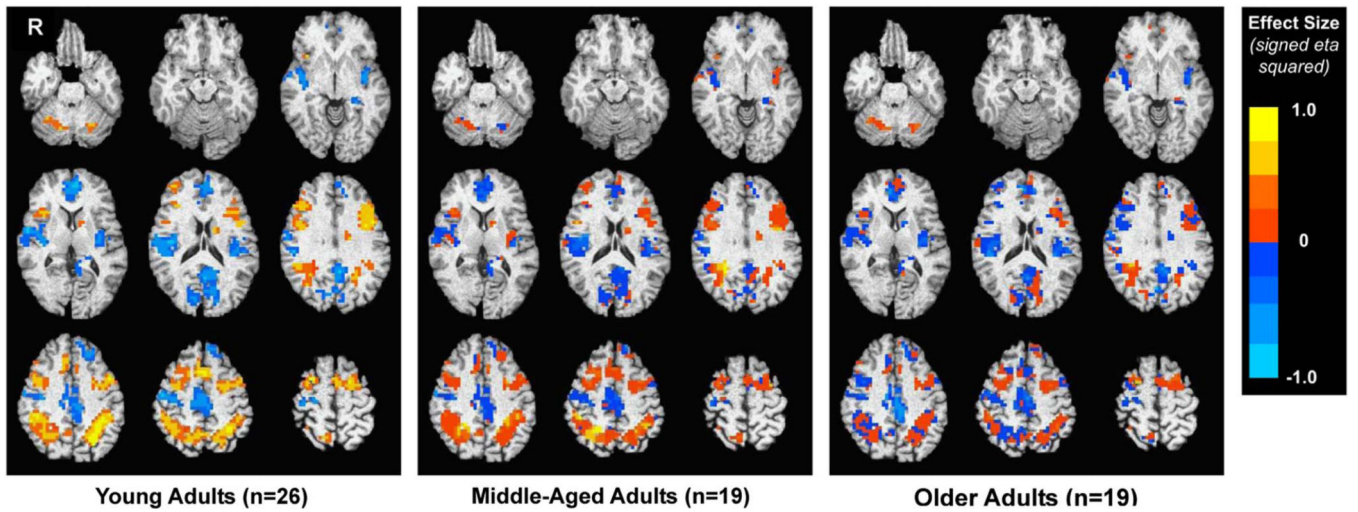 R
Effect Size
(signed eta
squared)
1.0
0
-1.0
Young Adults (n=26)
Middle-Aged Adults (n=19)
Older Adults (n=19)